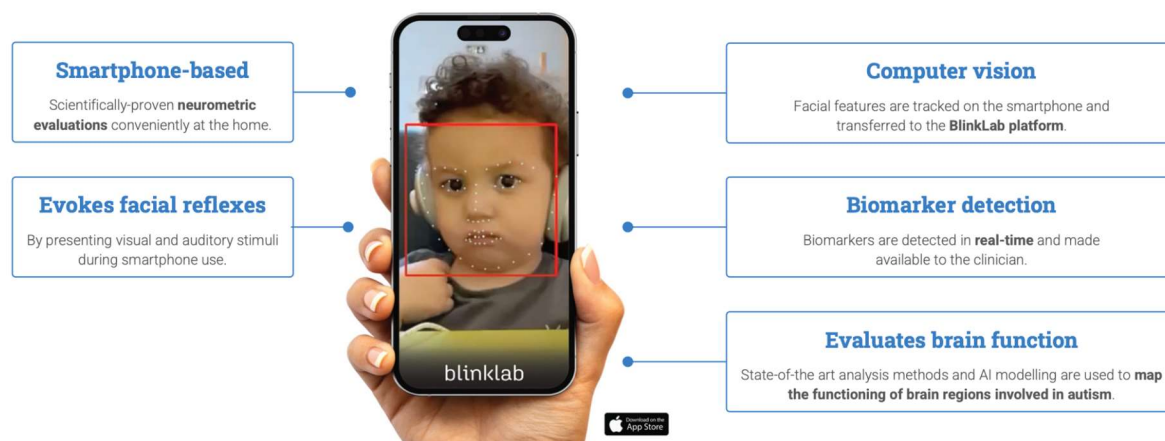 Smartphone-based
Scientifically-proven neurometric
evaluations conveniently at the home.
Evokes facial reflexes
By presenting visual and auditory stimuli
during smartphone use.
blinklab
Download on the
App Store
Computer vision
Facial features are tracked on the smartphone and
transferred to the BlinkLab platform.
Biomarker detection
Biomarkers are detected in real-time and made
available to the clinician.
Evaluates brain function
State-of-the art analysis methods and AI modelling are used to map
the functioning of brain regions involved in autism.